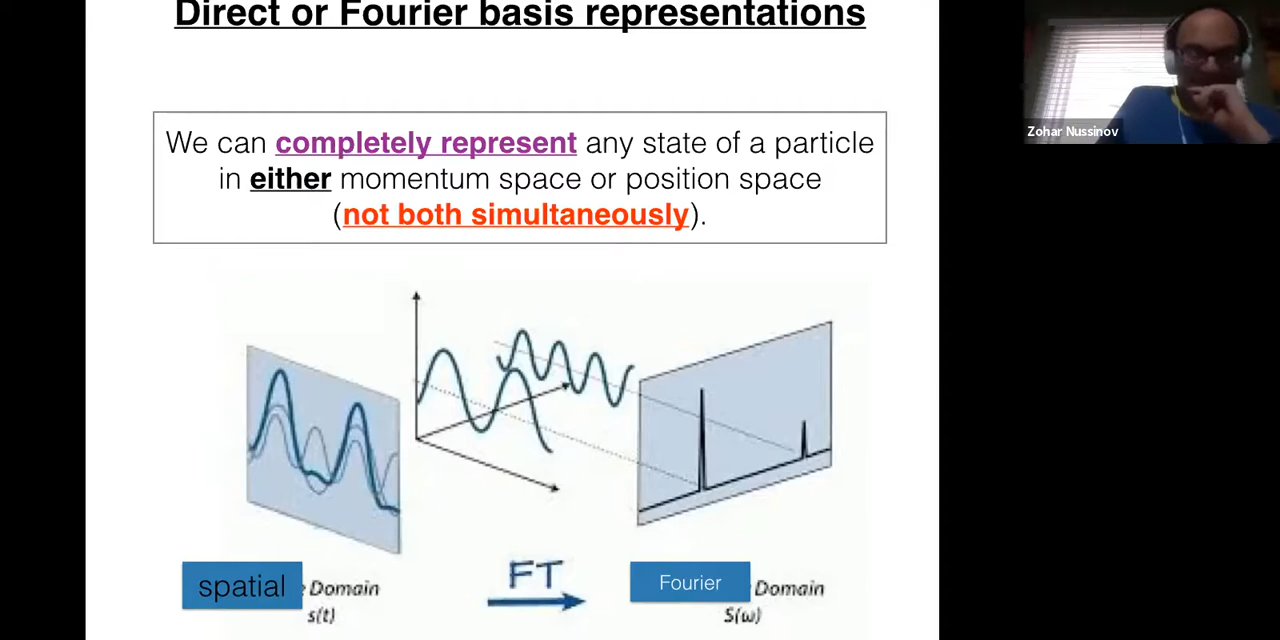 Direct or Fourier basis representations
Zohar Nussinov
We can completely represent any state of a particle
in either momentum space or position space
(not both simultaneously).
FT
spatial Domain
s(t)
Fourier Domain
S(ω)